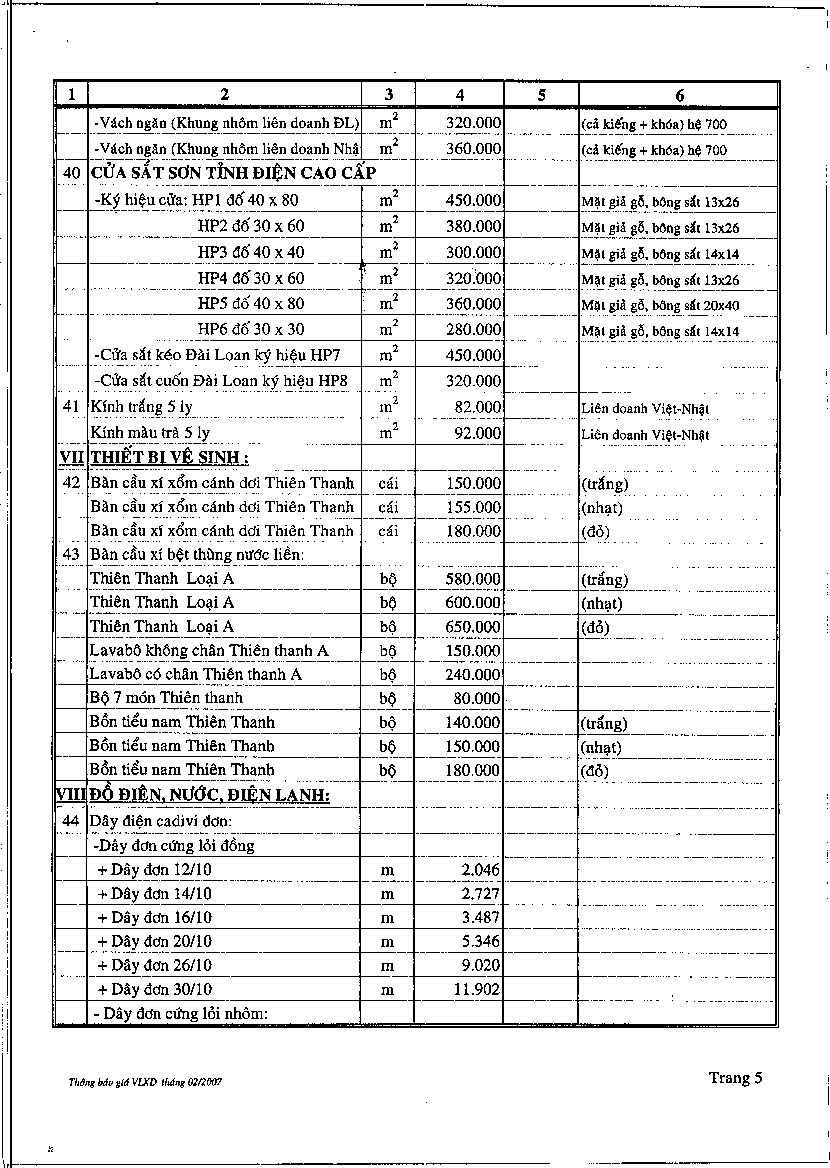 1 2 3 4 5 6
-Vách ngăn (Khung nhôm liên doanh ĐL) m² 320.000 (cả kiếng + khóa) hệ 700
-Vách ngăn (Khung nhôm liên doanh Nhậ m² 360.000 (cả kiếng + khóa) hệ 700
40 CỬA SẮT SƠN TĨNH ĐIỆN CAO CẤP
-Ký hiệu cửa: HP1 đố 40 x 80 m² 450.000 Mặt giả gỗ, bông sắt 13x26
HP2 đố 30 x 60 m² 380.000 Mặt giả gỗ, bông sắt 13x26
HP3 đố 40 x 40 m² 300.000 Mặt giả gỗ, bông sắt 14x14
HP4 đố 30 x 60 m² 320.000 Mặt giả gỗ, bông sắt 13x26
HP5 đố 40 x 80 m² 360.000 Mặt giả gỗ, bông sắt 20x40
HP6 đố 30 x 30 m² 280.000 Mặt giả gỗ, bông sắt 14x14
-Cửa sắt kéo Đài Loan ký hiệu HP7 m² 450.000
-Cửa sắt cuốn Đài Loan ký hiệu HP8 m² 320.000
41 Kính trắng 5 ly m² 82.000 Liên doanh Việt-Nhật
Kính màu trà 5 ly m² 92.000 Liên doanh Việt-Nhật
VII THIẾT BI VỆ SINH :
42 Bàn cầu xí xổm cánh dơi Thiên Thanh cái 150.000 (trắng)
Bàn cầu xí xổm cánh dơi Thiên Thanh cái 155.000 (nhạt)
Bàn cầu xí xổm cánh dơi Thiên Thanh cái 180.000 (đỏ)
43 Bàn cầu xí bệt thùng nước liền:
Thiên Thanh Loại A bộ 580.000 (trắng)
Thiên Thanh Loại A bộ 600.000 (nhạt)
Thiên Thanh Loại A bộ 650.000 (đỏ)
Lavabô không chân Thiên thanh A bộ 150.000
Lavabô có chân Thiên thanh A bộ 240.000
Bộ 7 món Thiên thanh bộ 80.000
Bồn tiểu nam Thiên Thanh bộ 140.000 (trắng)
Bồn tiểu nam Thiên Thanh bộ 150.000 (nhạt)
Bồn tiểu nam Thiên Thanh bộ 180.000 (đỏ)
VIII ĐỒ ĐIỆN, NƯỚC, ĐIỆN LẠNH:
44 Dây điện cadivi đơn:
-Dây đơn cứng lỏi đồng
+ Dây đơn 12/10 m 2.046
+ Dây đơn 14/10 m 2.727
+ Dây đơn 16/10 m 3.487
+ Dây đơn 20/10 m 5.346
+ Dây đơn 26/10 m 9.020
+ Dây đơn 30/10 m 11.902
- Dây đơn cứng lỏi nhôm:
Thông báo giá VLXD tháng 02/2007
Trang 5